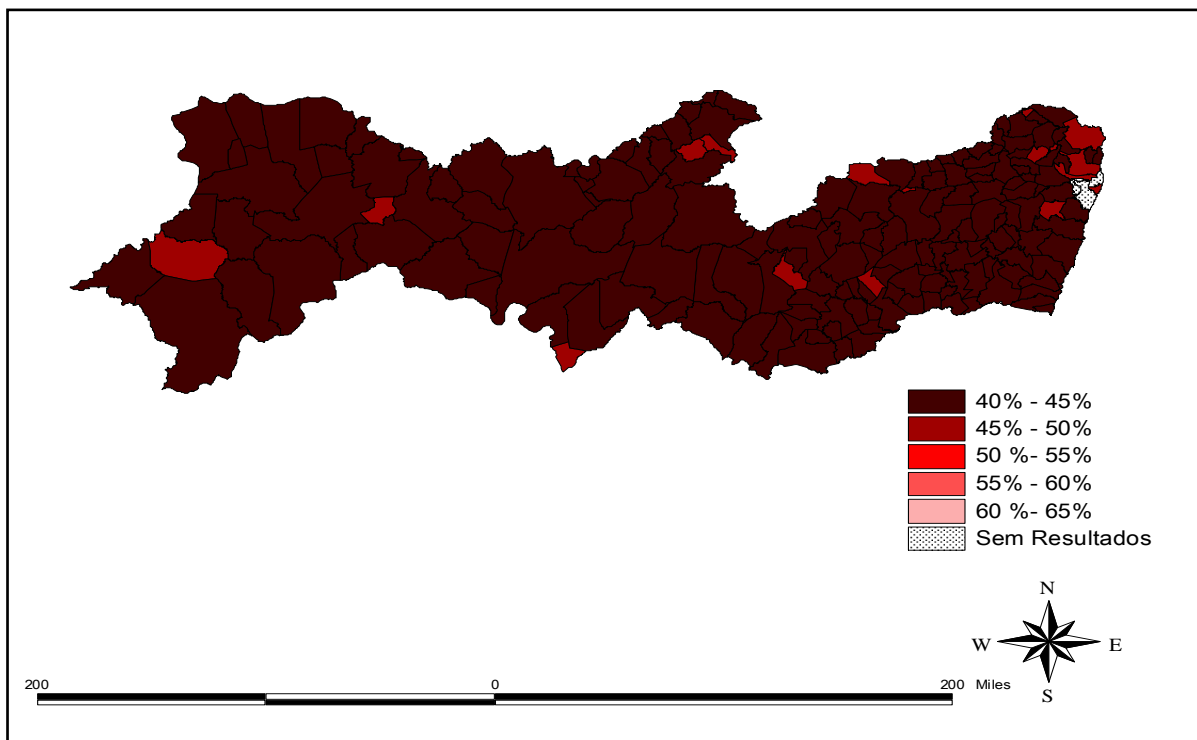 40% - 45%
45% - 50%
50 %- 55%
55% - 60%
60 %- 65%
Sem Resultados
N
W E
S
200 0 200 Miles